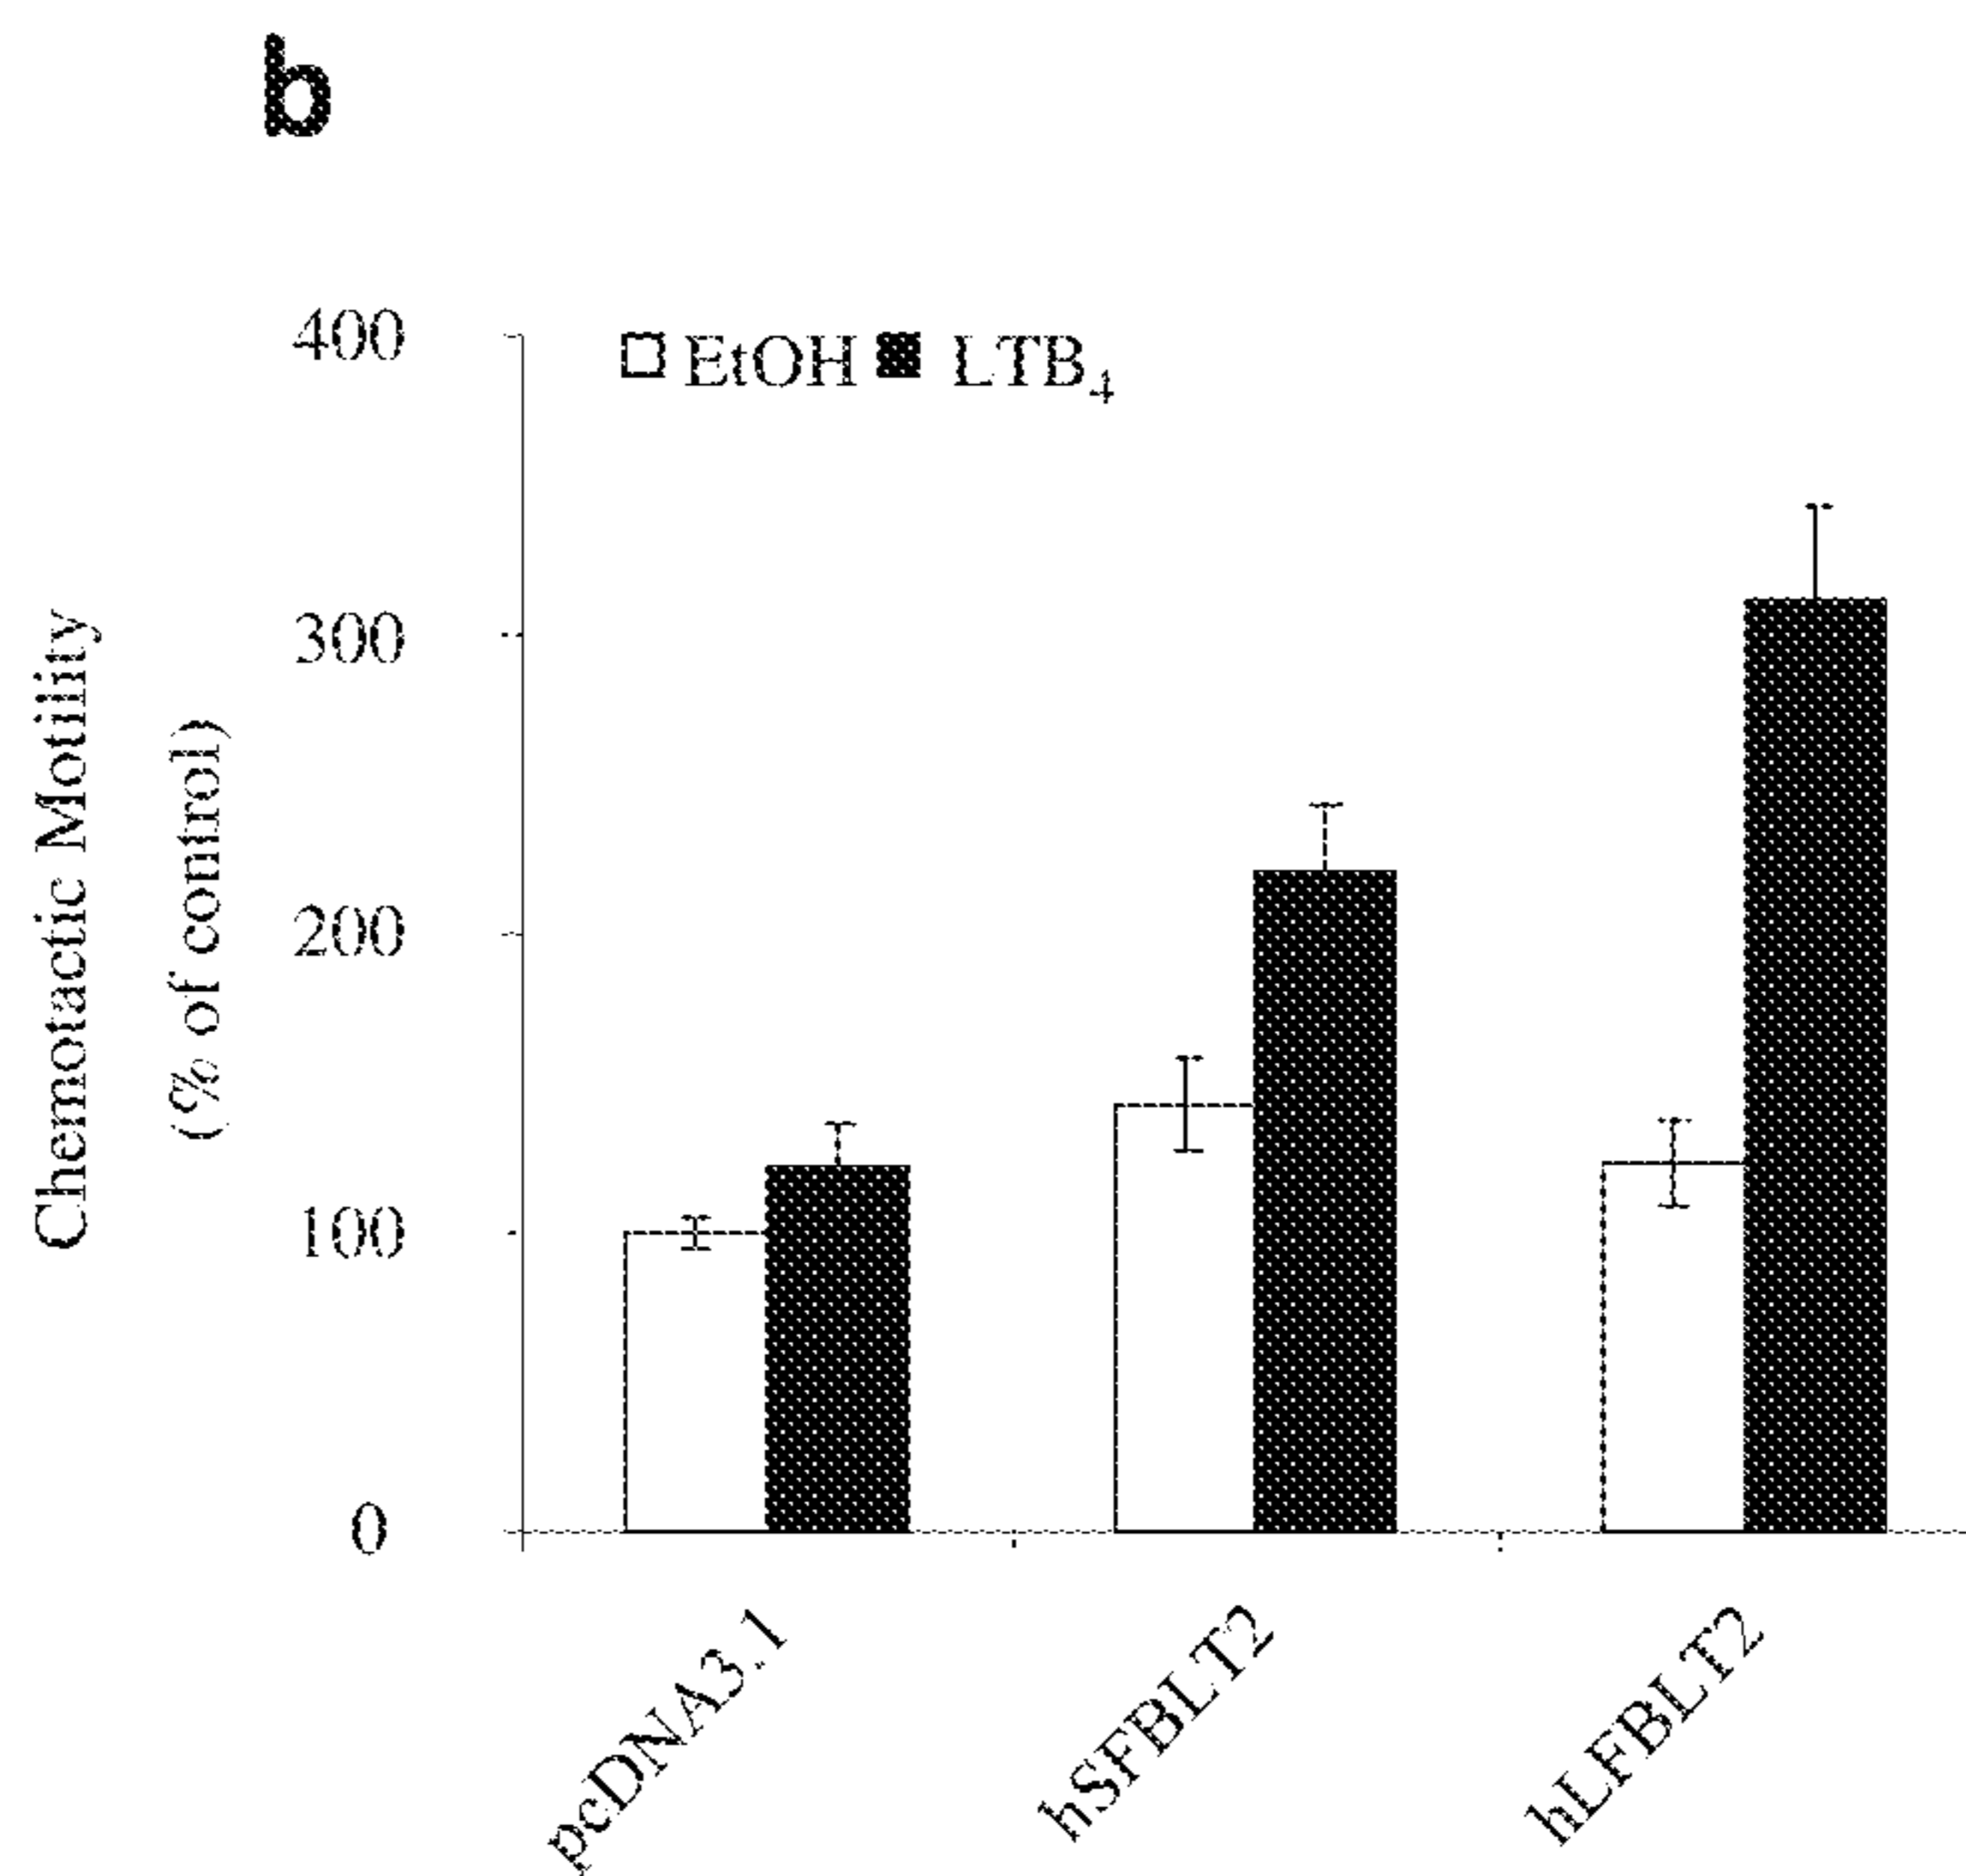 b
400
EtOH LTB₄
300
200
100
0
Chemotactic Motility
(% of control)
pcDNA3.1
hSFBLT2
hLFBLT2